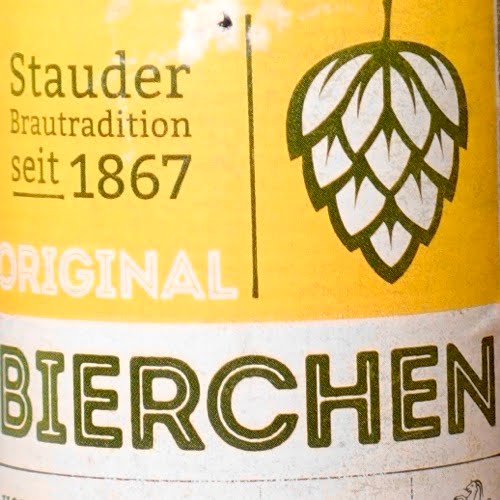 Stauder
Brautradition
seit 1867
ORIGINAL
BIERCHEN